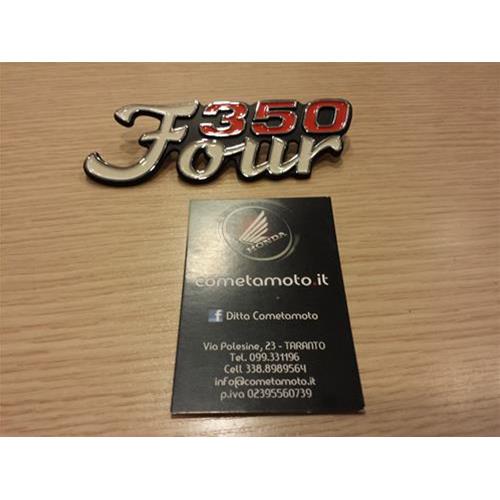 350
Four
HONDA
cometamoto.it
f Ditta Cometamoto
Via Polesine, 23 - TARANTO
Tel. 099.331196
Cell 338.8989564
info@cometamoto.it
p.iva 02395560739